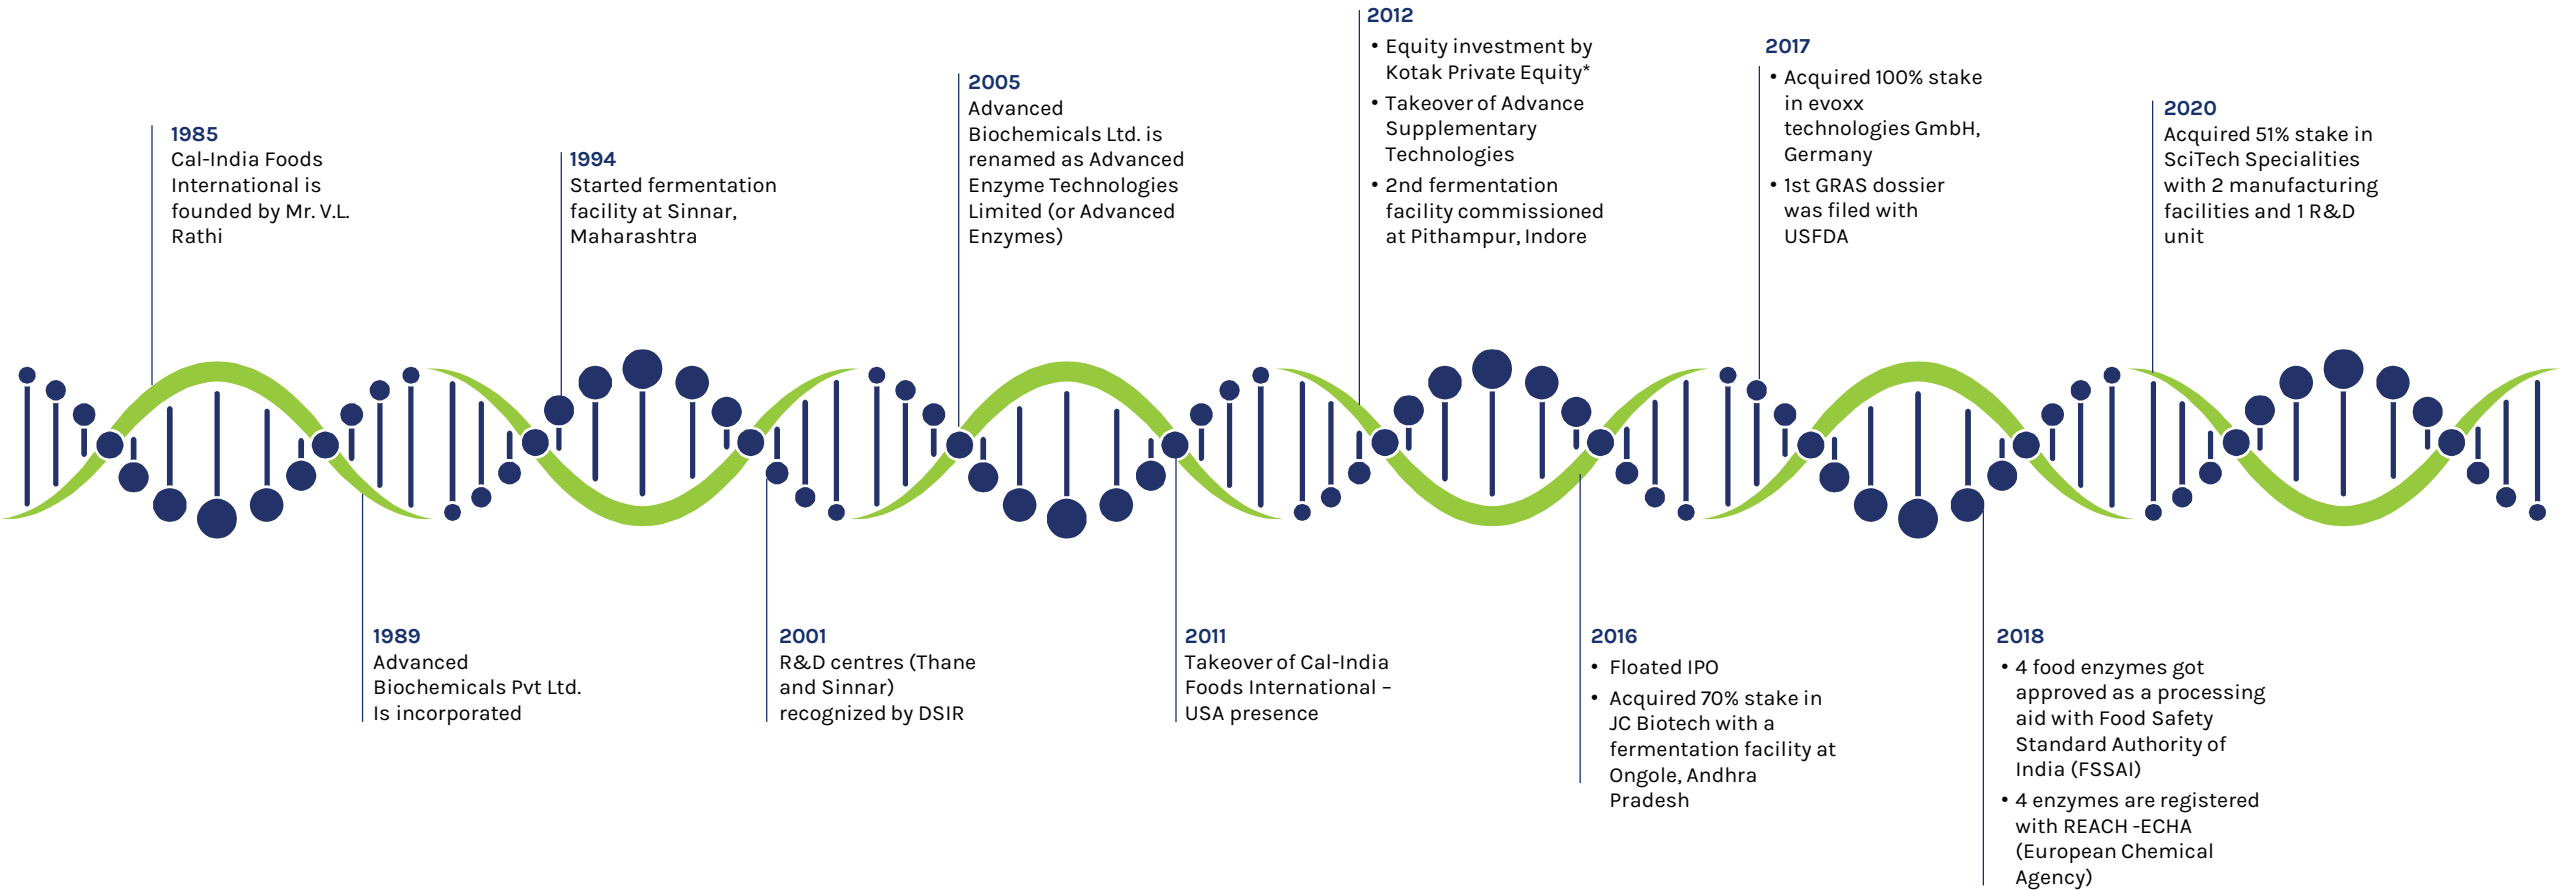 1985
Cal-India Foods
International is
founded by Mr. V.L.
Rathi
1989
Advanced
Biochemicals Pvt Ltd.
Is incorporated
1994
Started fermentation
facility at Sinnar,
Maharashtra
2001
R&D centres (Thane
and Sinnar)
recognized by DSIR
2005
Advanced
Biochemicals Ltd. is
renamed as Advanced
Enzyme Technologies
Limited (or Advanced
Enzymes)
2011
Takeover of Cal-India
Foods International –
USA presence
2012
• Equity investment by
Kotak Private Equity*
• Takeover of Advance
Supplementary
Technologies
• 2nd fermentation
facility commissioned
at Pithampur, Indore
2016
• Floated IPO
• Acquired 70% stake in
JC Biotech with a
fermentation facility at
Ongole, Andhra
Pradesh
2017
• Acquired 100% stake
in evoxx
technologies GmbH,
Germany
• 1st GRAS dossier
was filed with
USFDA
2018
• 4 food enzymes got
approved as a processing
aid with Food Safety
Standard Authority of
India (FSSAI)
• 4 enzymes are registered
with REACH -ECHA
(European Chemical
Agency)
2020
Acquired 51% stake in
SciTech Specialities
with 2 manufacturing
facilities and 1 R&D
unit